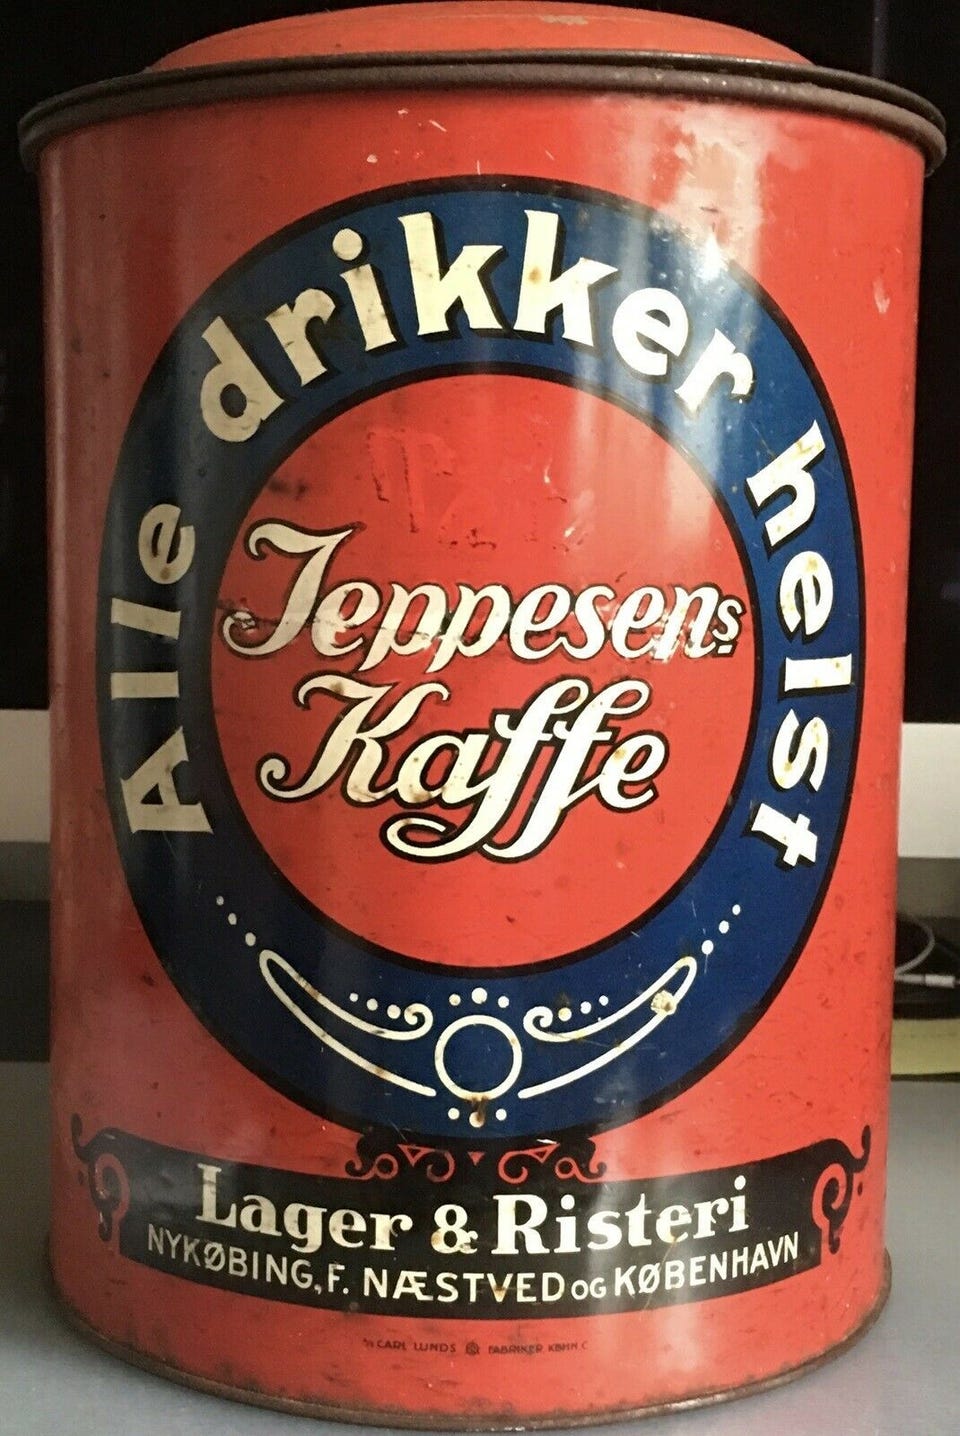 Alle drikker helst
Jeppesens
Kaffe
Lager & Risteri
NYKØBING, F. NÆSTVED OG KØBENHAVN
A/S CARL LUNDS FABRIKER KBHN. C